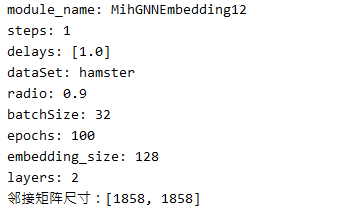 module_name: MihGNNEmbedding12
steps: 1
delays: [1.0]
dataSet: hamster
radio: 0.9
batchSize: 32
epochs: 100
embedding_size: 128
layers: 2
邻接矩阵尺寸：[1858, 1858]